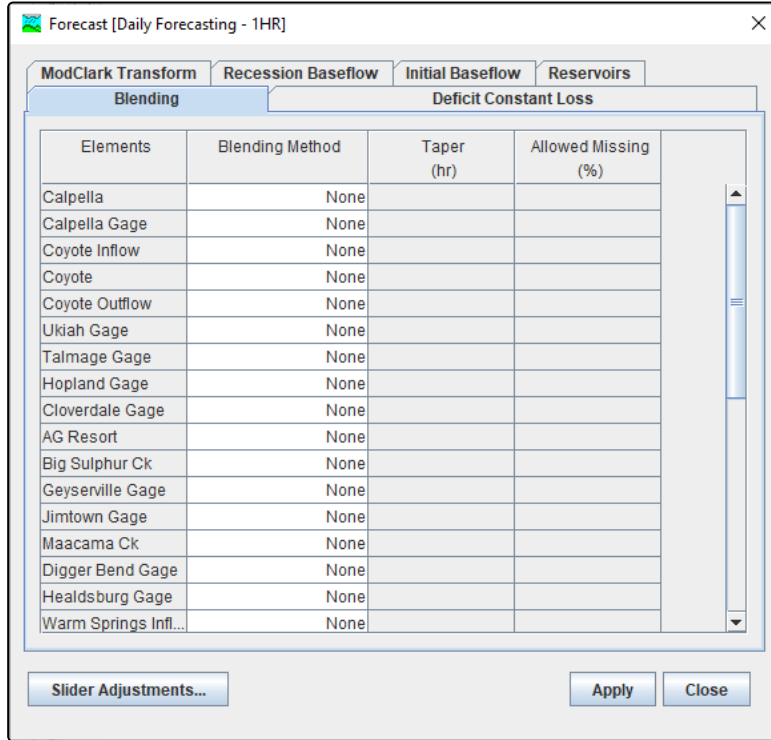 Forecast [Daily Forecasting - 1HR]
ModClark Transform Recession Baseflow Initial Baseflow Reservoirs
Blending Deficit Constant Loss
Elements Blending Method Taper (hr) Allowed Missing (%)
Calpella None
Calpella Gage None
Coyote Inflow None
Coyote None
Coyote Outflow None
Ukiah Gage None
Talmage Gage None
Hopland Gage None
Cloverdale Gage None
AG Resort None
Big Sulphur Ck None
Geyserville Gage None
Jimtown Gage None
Maacama Ck None
Digger Bend Gage None
Healdsburg Gage None
Warm Springs Infl... None
Slider Adjustments... Apply Close